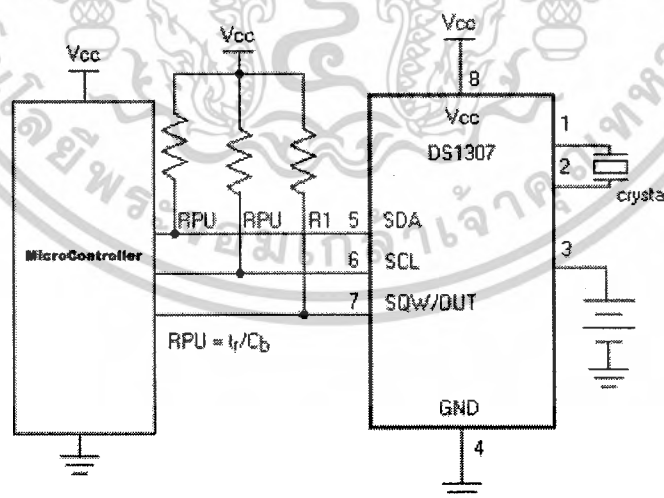 Vcc
Vcc
Vcc
8
Vcc
DS1307
1
2
crysta
RPU
RPU
R1
5
SDA
MicroController
6
SCL
3
7
SQW/OUT
RPU = tr/Cb
GND
4